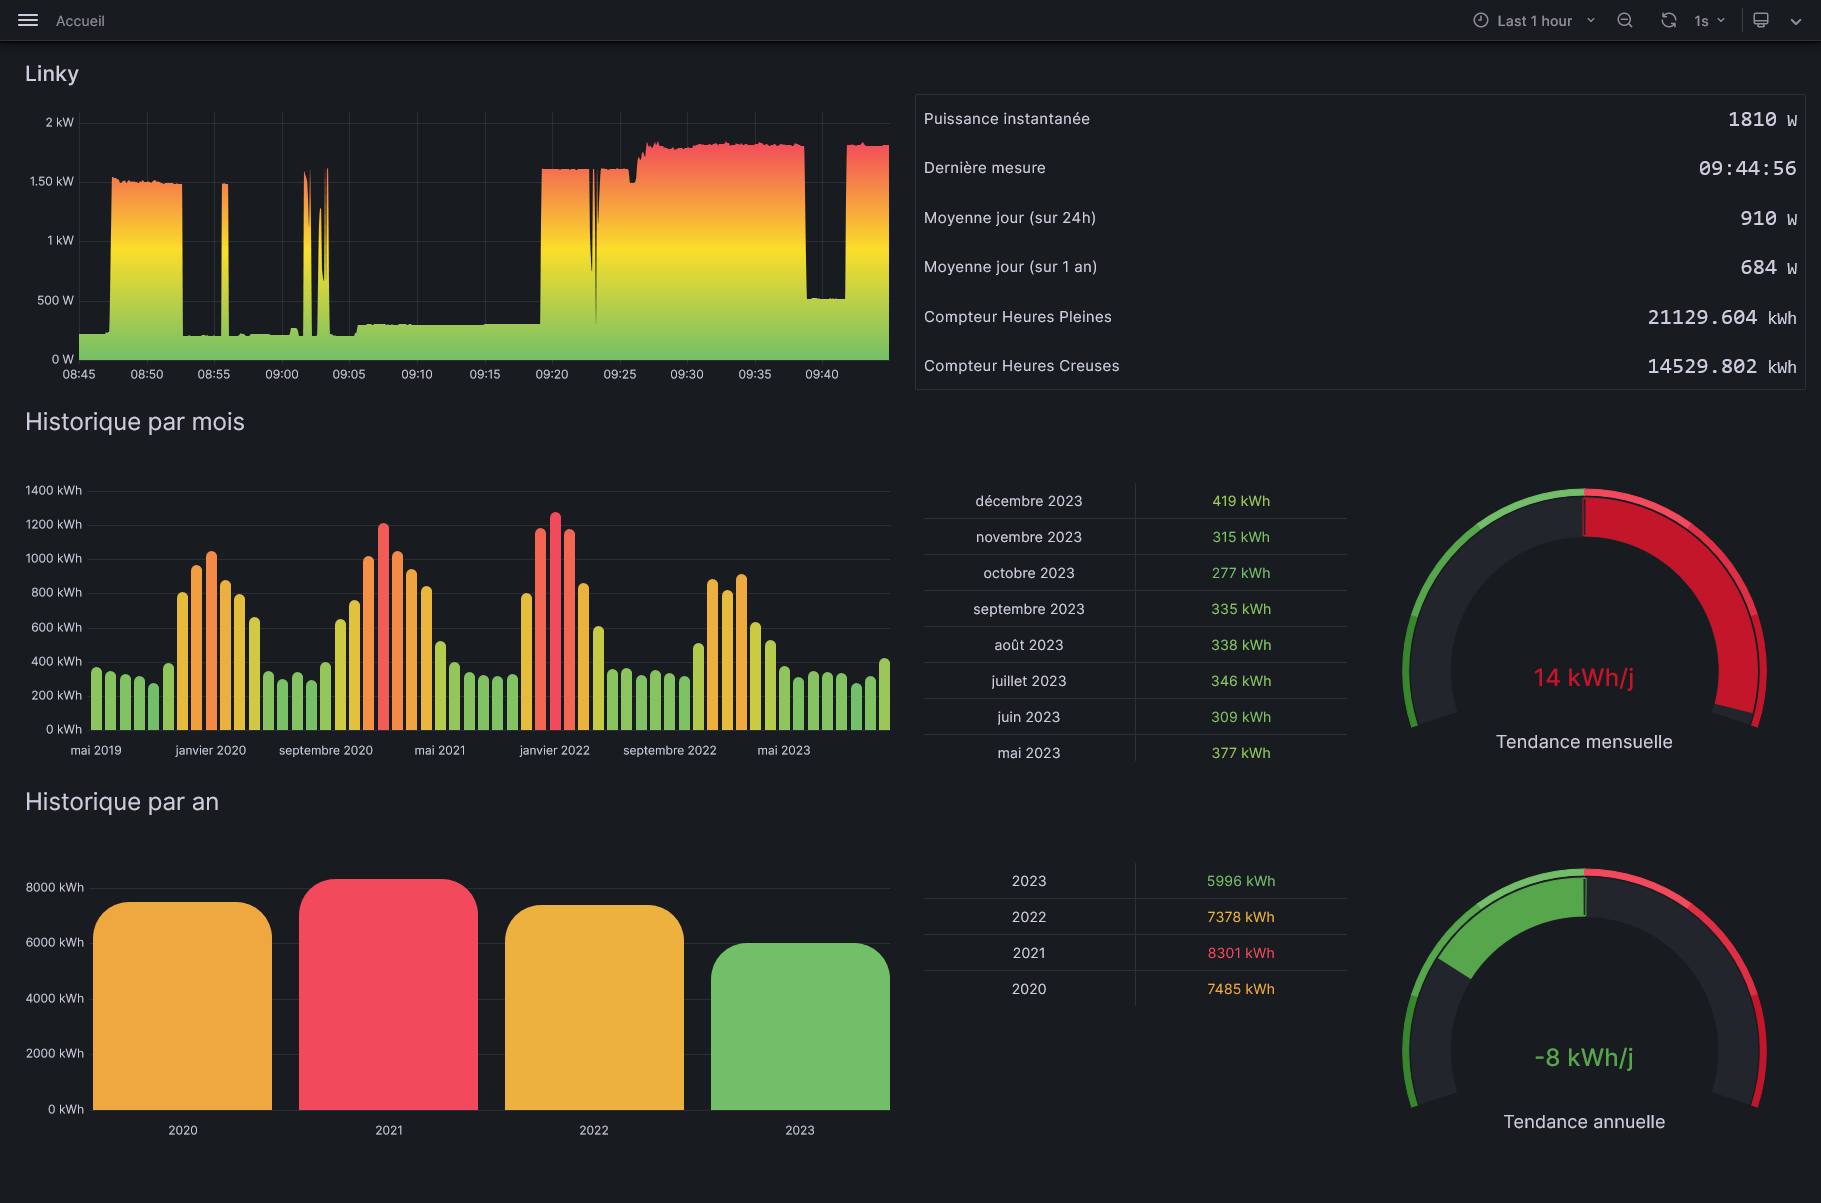 Accueil
Last 1 hour
1s
Linky
2 kW
1.50 kW
1 kW
500 W
0 W
08:45 08:50 08:55 09:00 09:05 09:10 09:15 09:20 09:25 09:30 09:35 09:40
Puissance instantanée 1810 W
Dernière mesure 09:44:56
Moyenne jour (sur 24h) 910 W
Moyenne jour (sur 1 an) 684 W
Compteur Heures Pleines 21129.604 kWh
Compteur Heures Creuses 14529.802 kWh
Historique par mois
1400 kWh
1200 kWh
1000 kWh
800 kWh
600 kWh
400 kWh
200 kWh
0 kWh
mai 2019 janvier 2020 septembre 2020 mai 2021 janvier 2022 septembre 2022 mai 2023
décembre 2023 419 kWh
novembre 2023 315 kWh
octobre 2023 277 kWh
septembre 2023 335 kWh
août 2023 338 kWh
juillet 2023 346 kWh
juin 2023 309 kWh
mai 2023 377 kWh
14 kWh/j
Tendance mensuelle
Historique par an
8000 kWh
6000 kWh
4000 kWh
2000 kWh
0 kWh
2020 2021 2022 2023
2023 5996 kWh
2022 7378 kWh
2021 8301 kWh
2020 7485 kWh
-8 kWh/j
Tendance annuelle